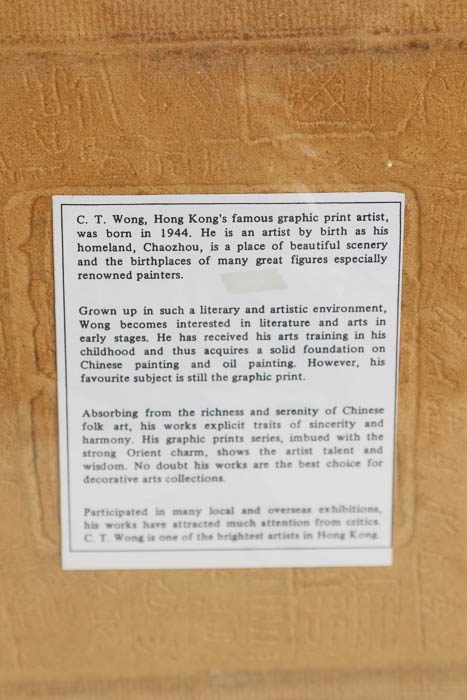 C. T. Wong, Hong Kong's famous graphic print artist,
was born in 1944. He is an artist by birth as his
homeland, Chaozhou, is a place of beautiful scenery
and the birthplaces of many great figures especially
renowned painters.
Grown up in such a literary and artistic environment,
Wong becomes interested in literature and arts in
early stages. He has received his arts training in his
childhood and thus acquires a solid foundation on
Chinese painting and oil painting. However, his
favourite subject is still the graphic print.
Absorbing from the richness and serenity of Chinese
folk art, his works explicit traits of sincerity and
harmony. His graphic prints series, imbued with the
strong Orient charm, shows the artist talent and
wisdom. No doubt his works are the best choice for
decorative arts collections.
Participated in many local and overseas exhibitions,
his works have attracted much attention from critics.
C. T. Wong is one of the brightest artists in Hong Kong.